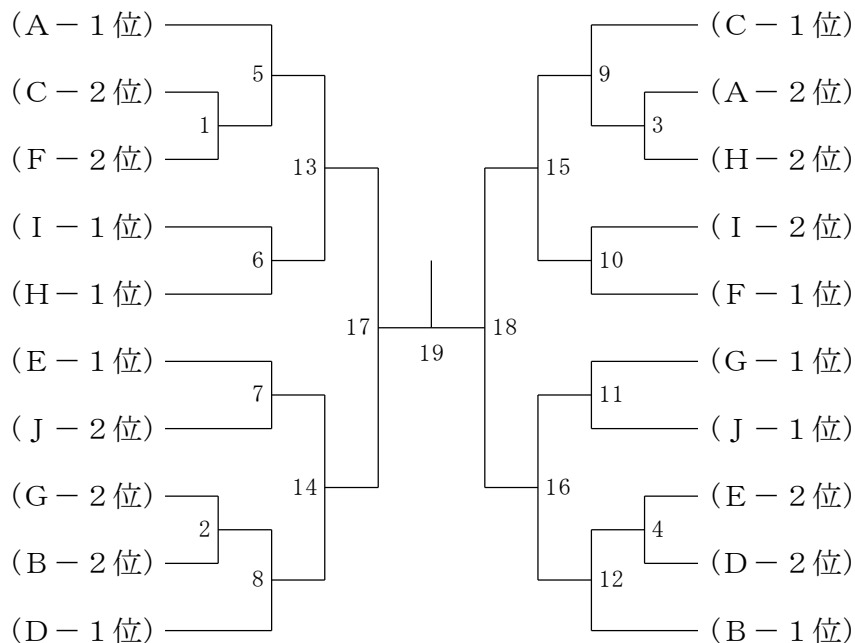 (A－1位)
(C－2位)
(F－2位)
(I－1位)
(H－1位)
(E－1位)
(J－2位)
(G－2位)
(B－2位)
(D－1位)
1
2
5
6
7
8
13
14
17
19
18
15
16
9
10
11
12
3
4
(C－1位)
(A－2位)
(H－2位)
(I－2位)
(F－1位)
(G－1位)
(J－1位)
(E－2位)
(D－2位)
(B－1位)